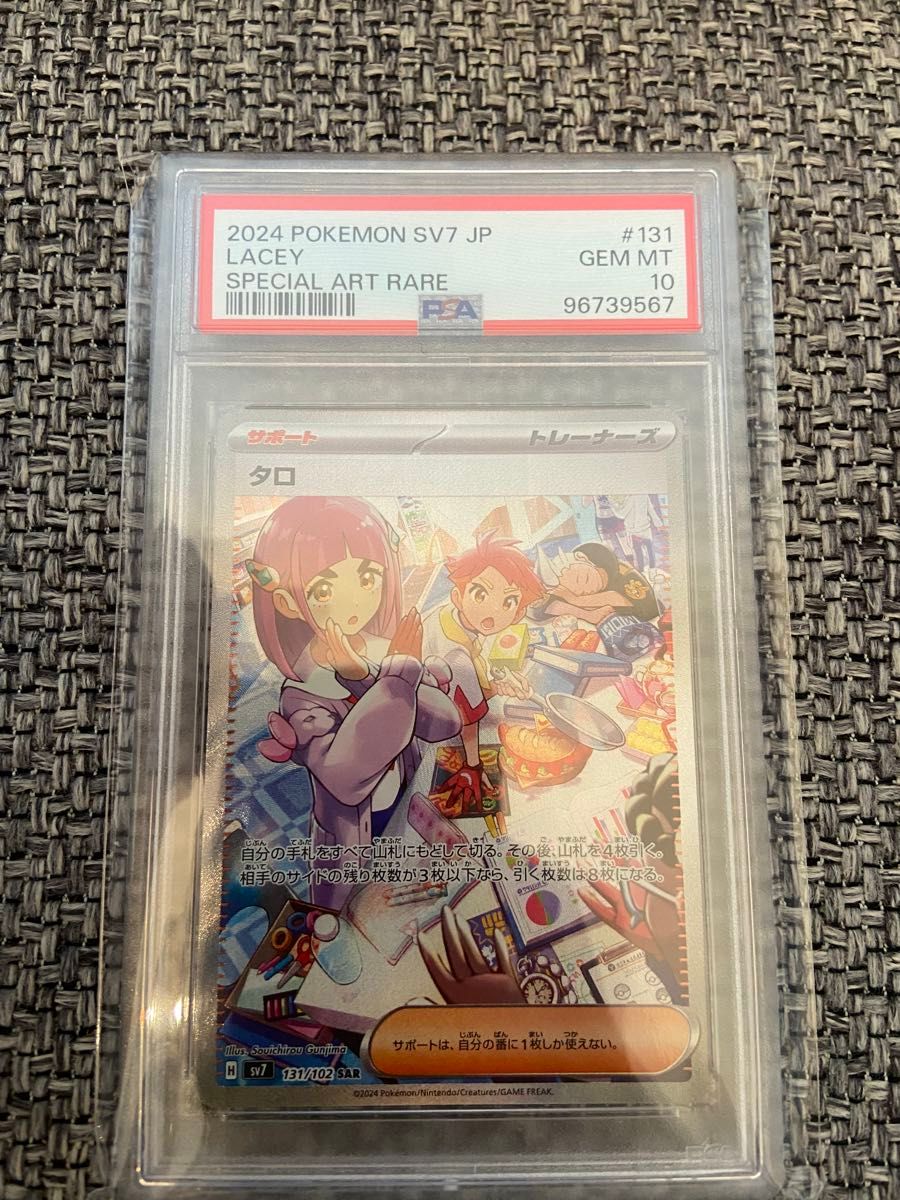 2024 POKEMON SV7 JP #131
LACEY GEM MT
SPECIAL ART RARE 10
PSA 96739567
サポート トレーナーズ
タロ
自分の手札をすべて山札にもどして切る。その後、山札を4枚引く。
相手のサイドの残り枚数が3枚以下なら、引く枚数は8枚になる。
サポートは、自分の番に1枚しか使えない。
Illus. Souichirou Gunjima
H SV7 131/102 SAR
©2024 Pokémon/Nintendo/Creatures/GAME FREAK.